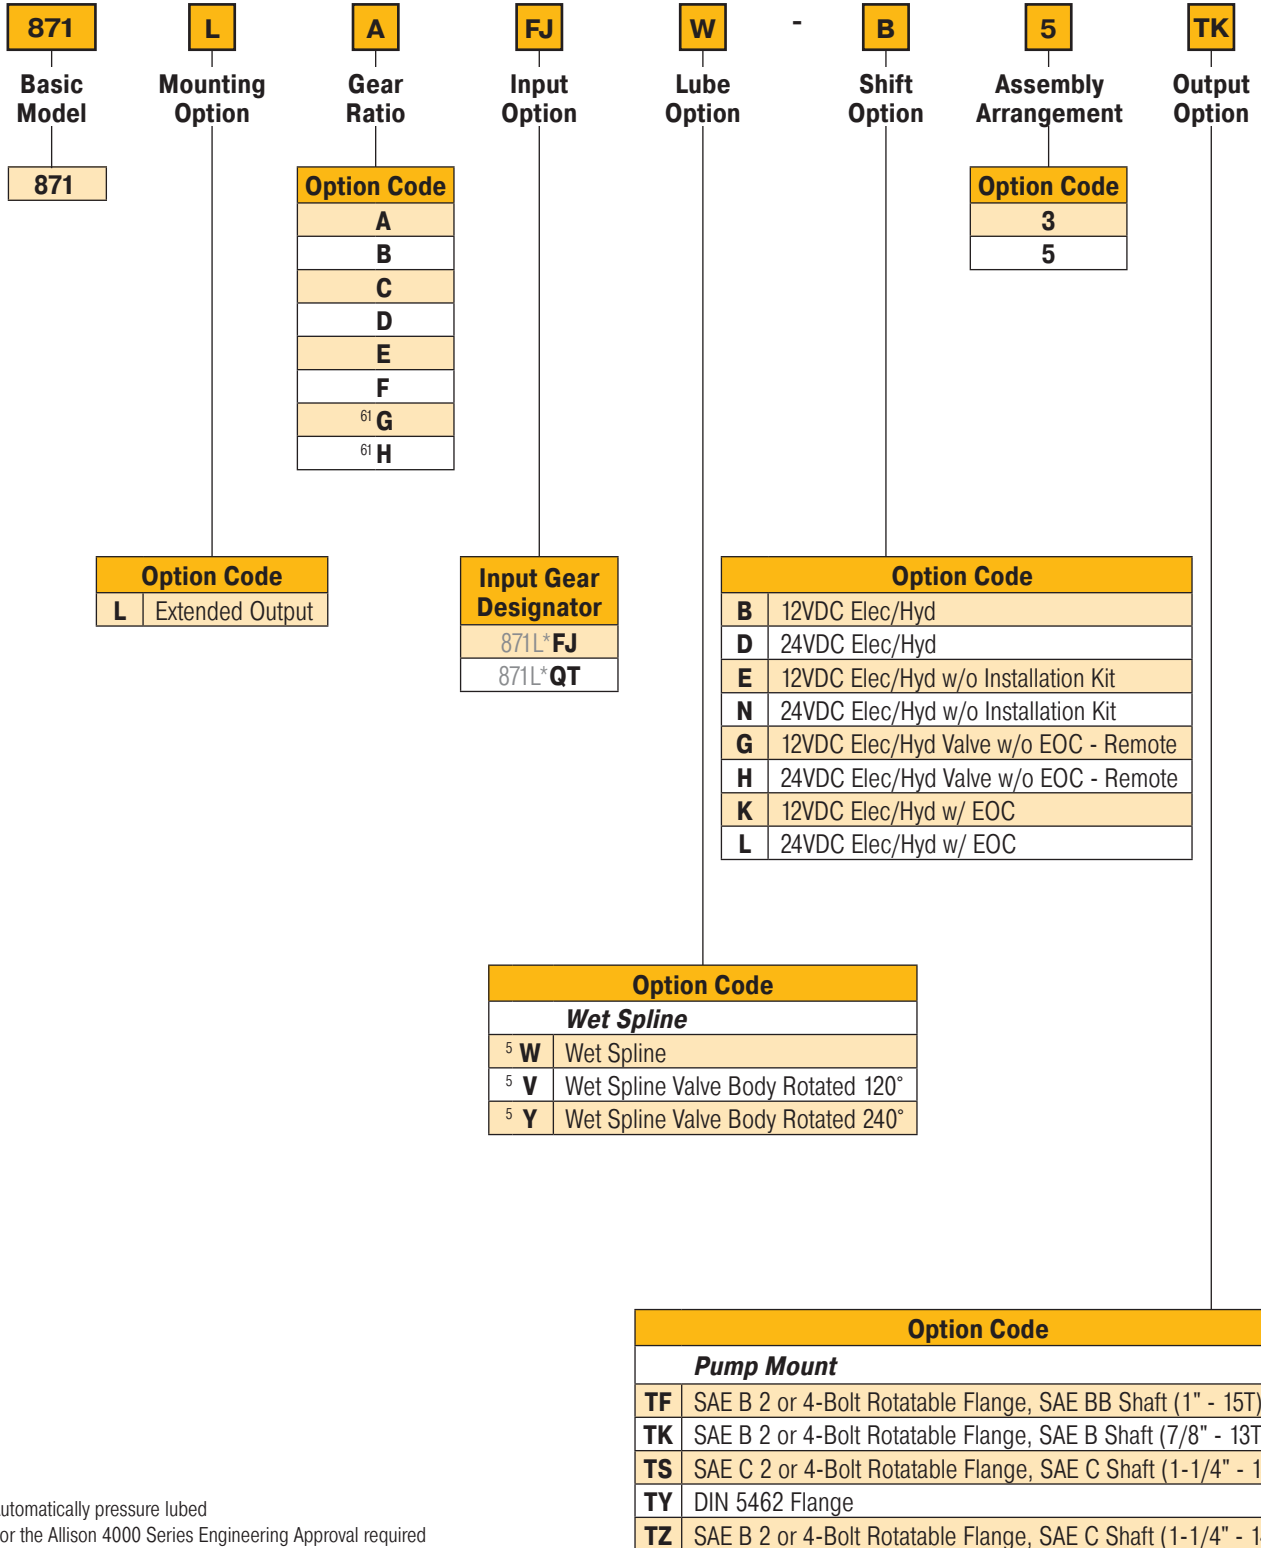 871 L A FJ W - B 5 TK
Basic Model
Mounting Option
Gear Ratio
Input Option
Lube Option
Shift Option
Assembly Arrangement
Output Option
871
Option Code
A
B
C
D
E
F
61 G
61 H
Option Code
3
5
Option Code
L Extended Output
Input Gear Designator
871L*FJ
871L*QT
Option Code
B 12VDC Elec/Hyd
D 24VDC Elec/Hyd
E 12VDC Elec/Hyd w/o Installation Kit
N 24VDC Elec/Hyd w/o Installation Kit
G 12VDC Elec/Hyd Valve w/o EOC - Remote
H 24VDC Elec/Hyd Valve w/o EOC - Remote
K 12VDC Elec/Hyd w/ EOC
L 24VDC Elec/Hyd w/ EOC
Option Code
Wet Spline
5 W Wet Spline
5 V Wet Spline Valve Body Rotated 120°
5 Y Wet Spline Valve Body Rotated 240°
Option Code
Pump Mount
TF SAE B 2 or 4-Bolt Rotatable Flange, SAE BB Shaft (1" - 15T)
TK SAE B 2 or 4-Bolt Rotatable Flange, SAE B Shaft (7/8" - 13T
TS SAE C 2 or 4-Bolt Rotatable Flange, SAE C Shaft (1-1/4" - 1
TY DIN 5462 Flange
TZ SAE B 2 or 4-Bolt Rotatable Flange, SAE C Shaft (1-1/4" - 1
utomatically pressure lubed
or the Allison 4000 Series Engineering Approval required